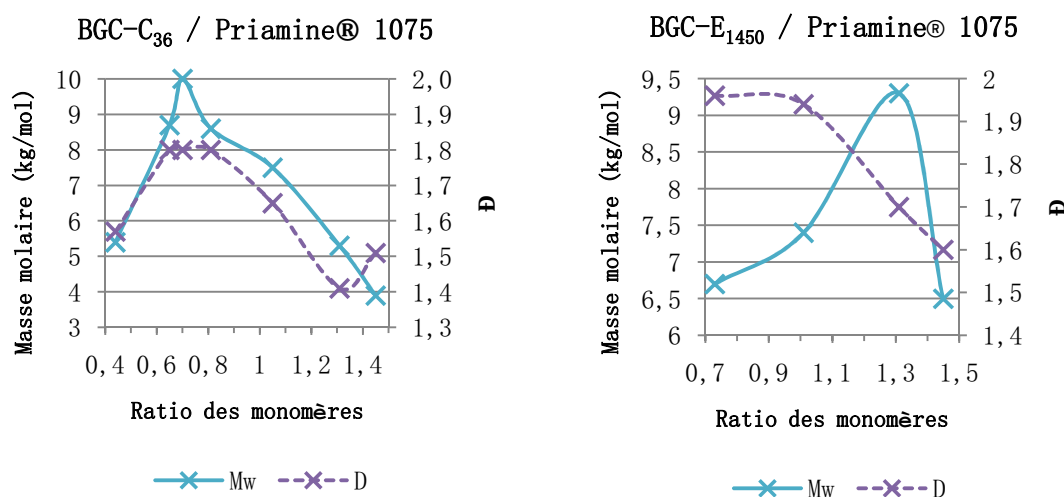 BGC-C36 / Priamine® 1075
Masse molaire (kg/mol)
10
9
8
7
6
5
4
3
2,0
1,9
1,8
1,7
1,6
1,5
1,4
1,3
Đ
0,4 0,6 0,8 1 1,2 1,4
Ratio des monomères
Mw D
BGC-E1450 / Priamine® 1075
Masse molaire (kg/mol)
9,5
9
8,5
8
7,5
7
6,5
6
2
1,9
1,8
1,7
1,6
1,5
1,4
Đ
0,7 0,9 1,1 1,3 1,5
Ratio des monomères
Mw D